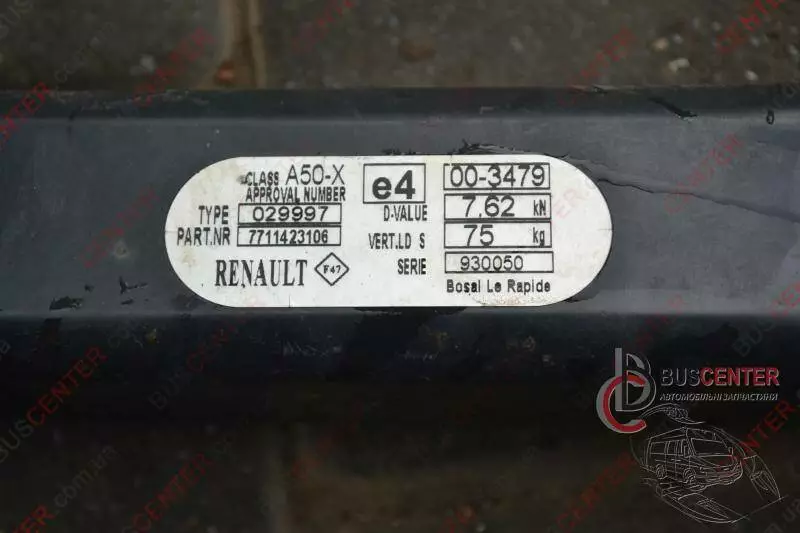 CLASS A50-X
APPROVAL NUMBER
e4
00-3479
TYPE 029997
D-VALUE 7.62 kN
PART.NR 7711423106
VERT.LD S 75 kg
RENAULT F47
SERIE 930050
Bosal Le Rapide
BUSCENTER
АВТОМОБІЛЬНІ ЗАПЧАСТИНИ